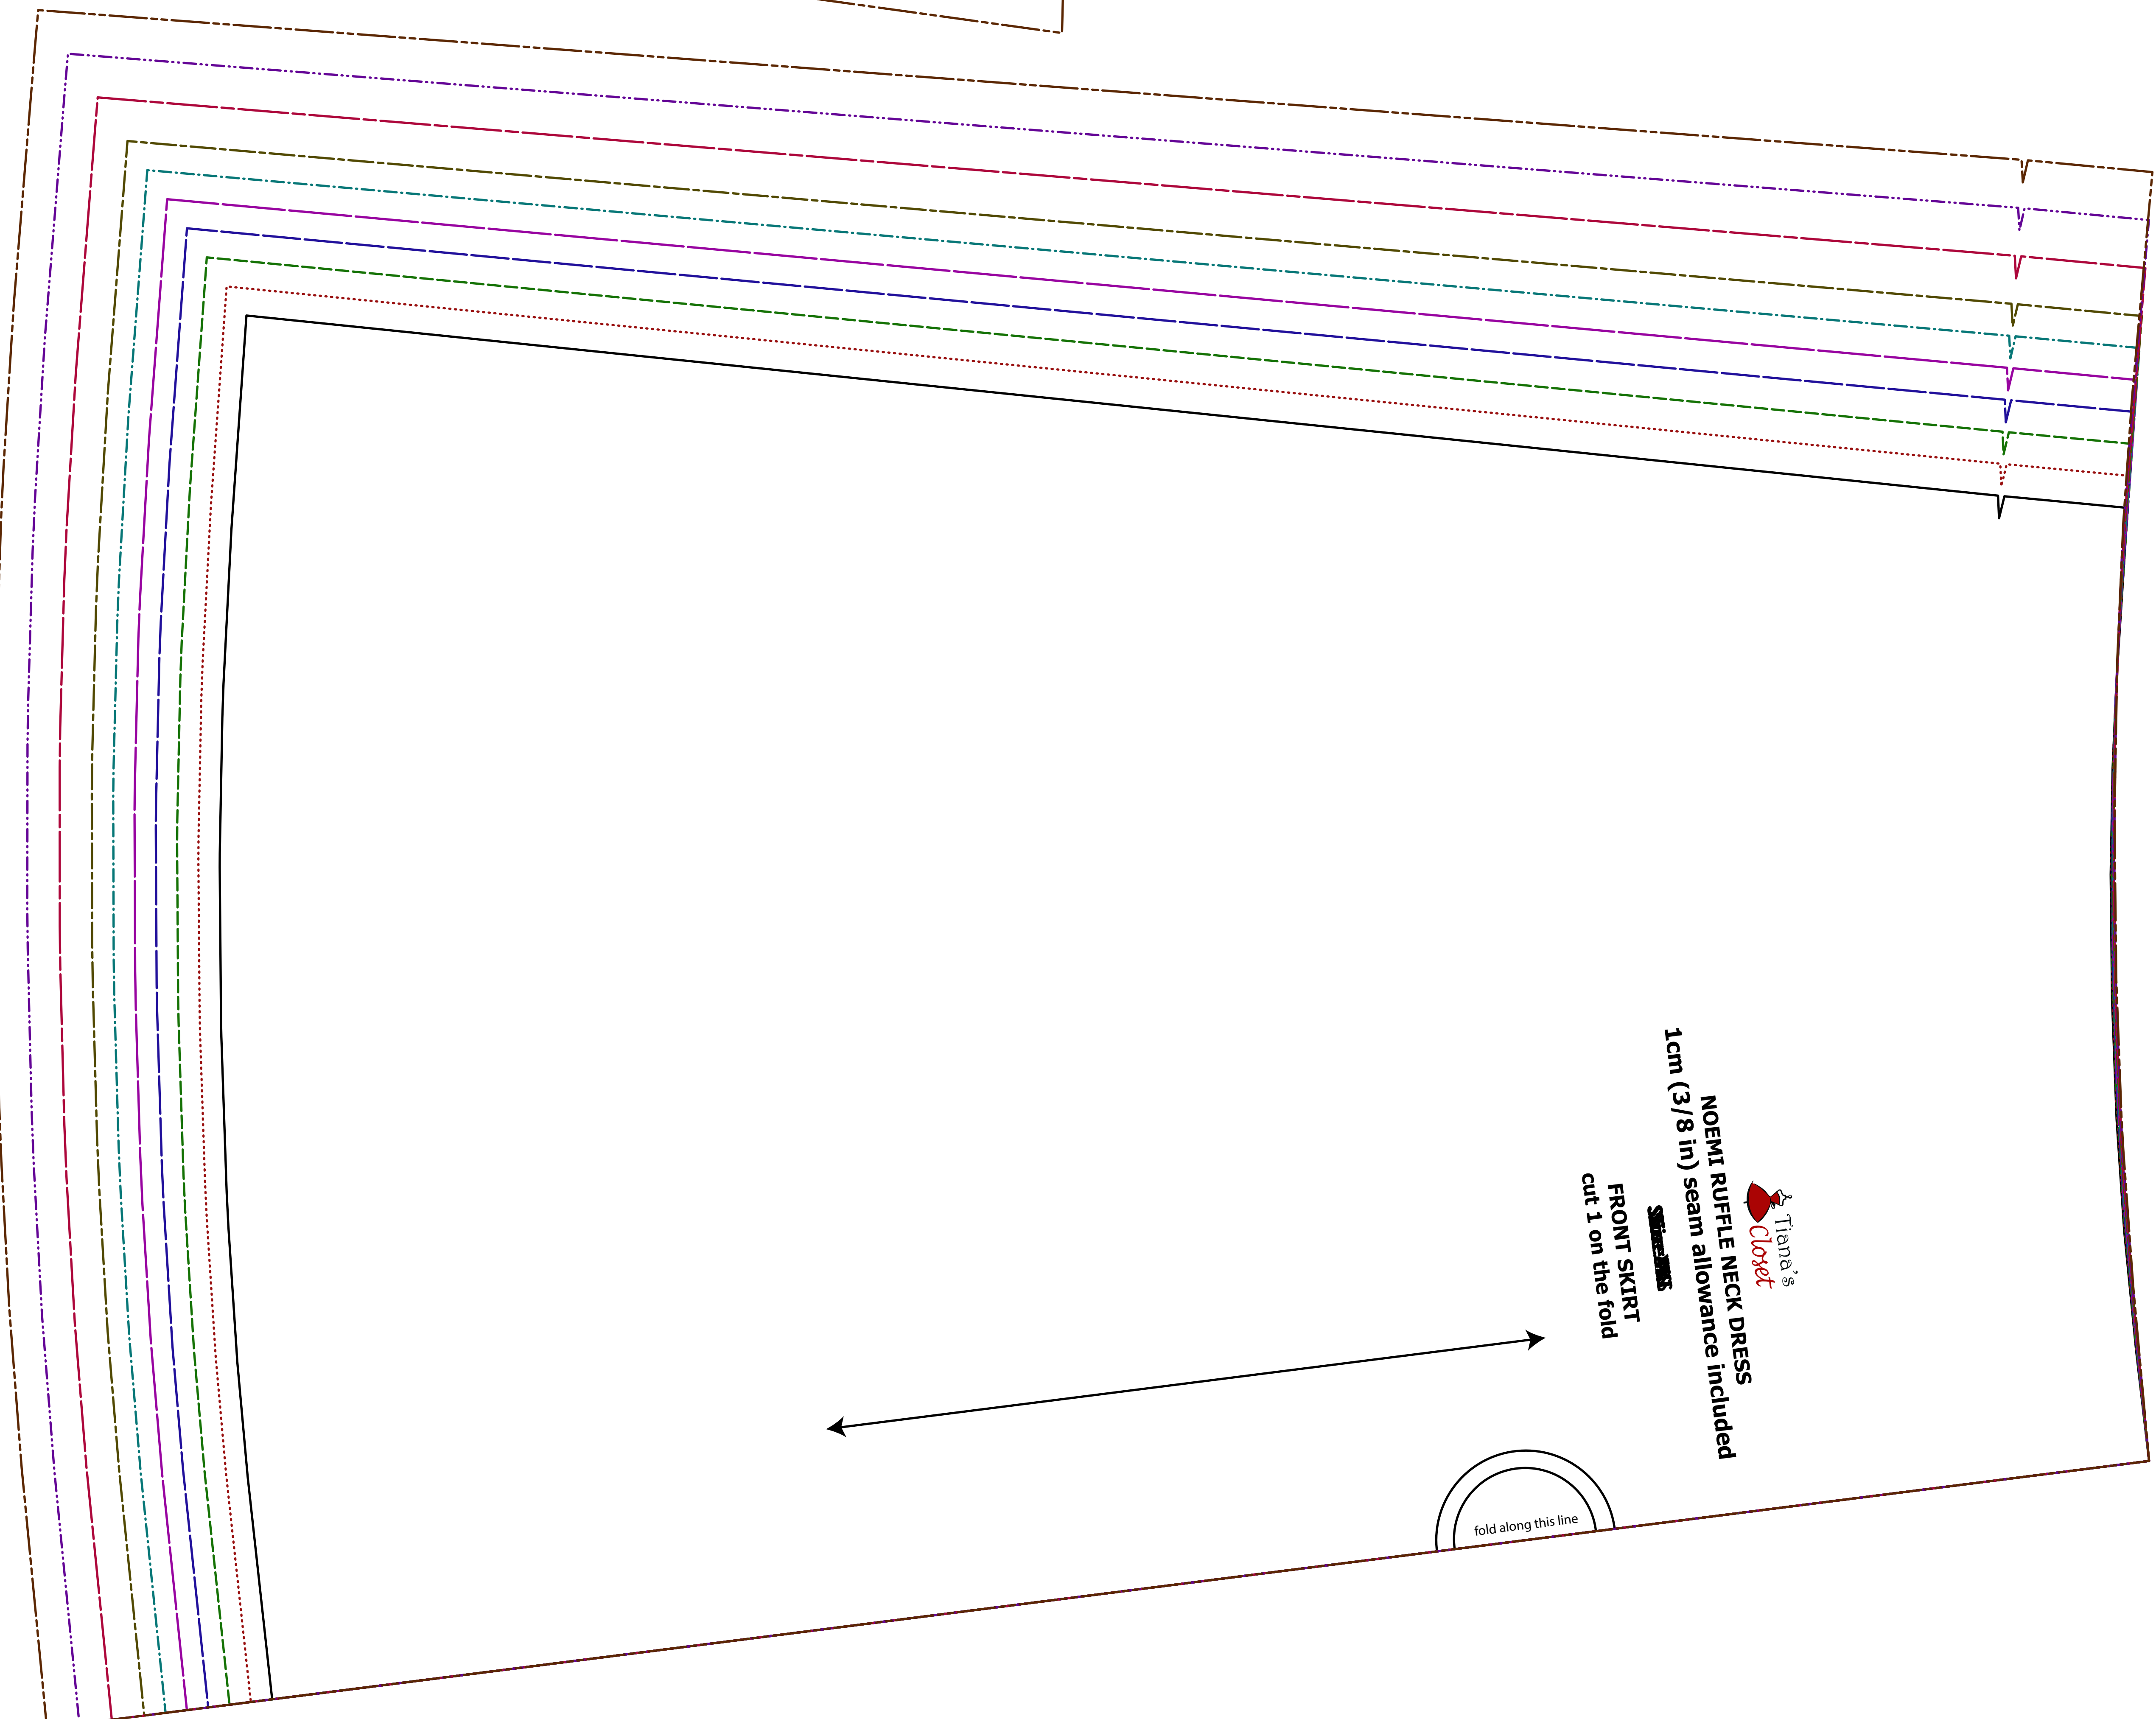 Tiana's
Closet
NOEMI RUFFLE NECK DRESS
1cm (3/8 in) seam allowance included
FRONT SKIRT
cut 1 on the fold
fold along this line